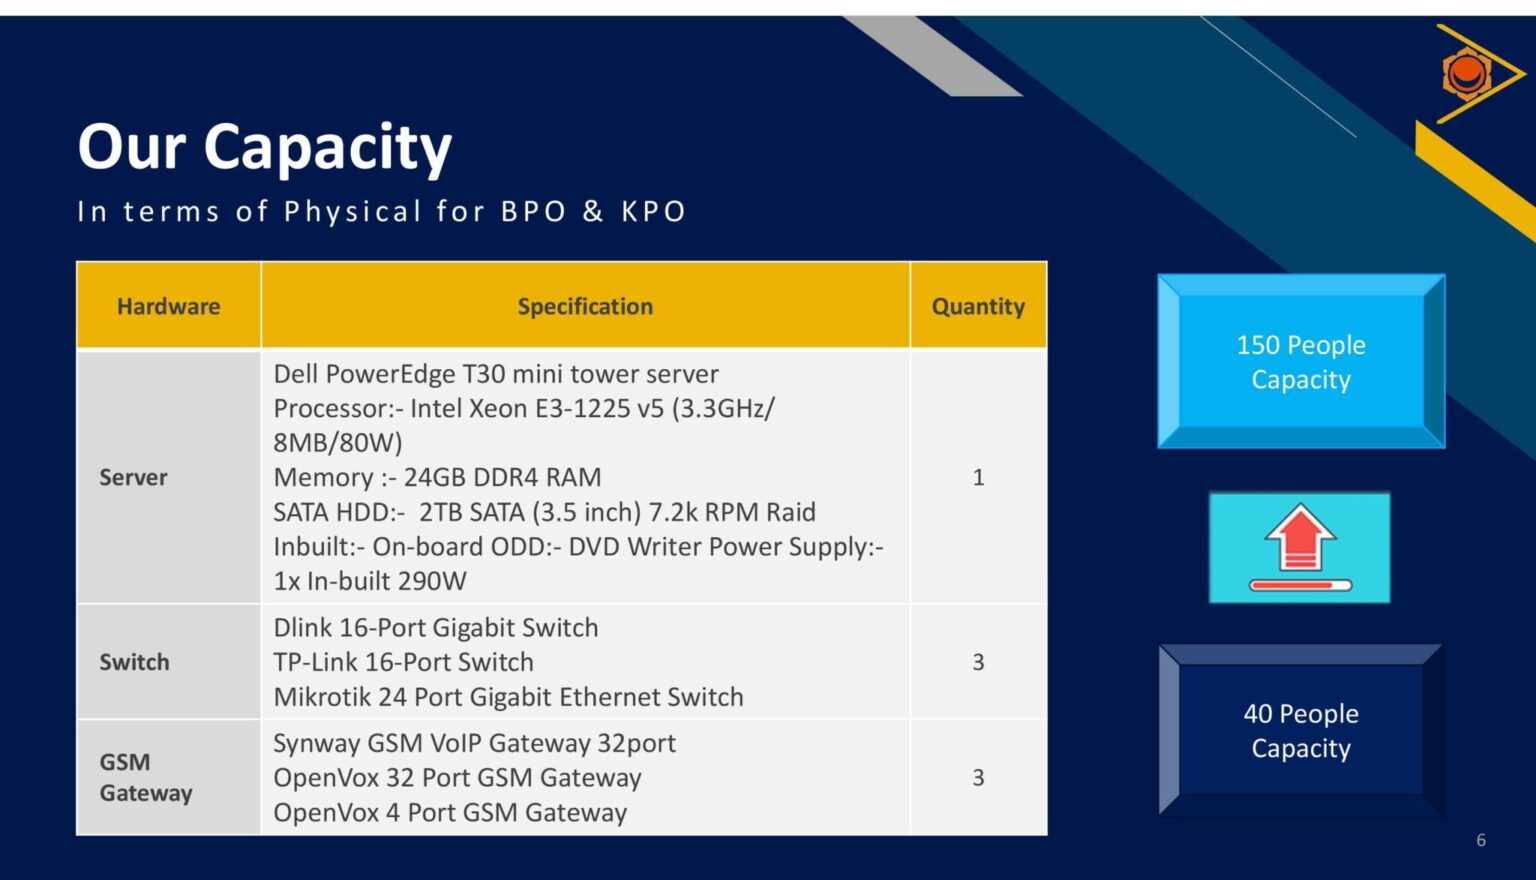 Our Capacity
In terms of Physical for BPO & KPO
Hardware
Specification
Quantity
Server
Dell PowerEdge T30 mini tower server
Processor:- Intel Xeon E3-1225 v5 (3.3GHz/
8MB/80W)
Memory :- 24GB DDR4 RAM
SATA HDD:-  2TB SATA (3.5 inch) 7.2k RPM Raid
Inbuilt:- On-board ODD:- DVD Writer Power Supply:-
1x In-built 290W
1
Switch
Dlink 16-Port Gigabit Switch
TP-Link 16-Port Switch
Mikrotik 24 Port Gigabit Ethernet Switch
3
GSM
Gateway
Synway GSM VoIP Gateway 32port
OpenVox 32 Port GSM Gateway
OpenVox 4 Port GSM Gateway
3
150 People
Capacity
40 People
Capacity
6